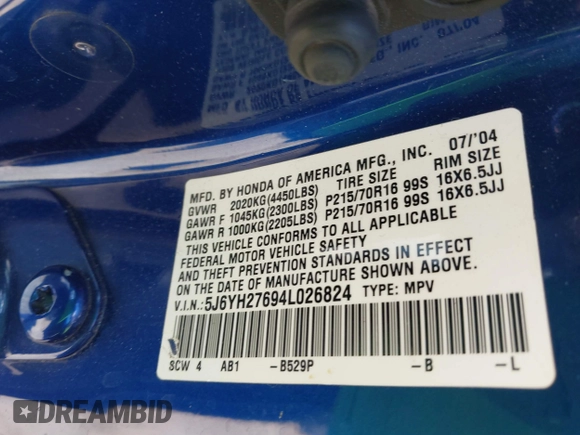 MFD. BY HONDA OF AMERICA MFG., INC. 07/'04
GVWR 2020KG(4450LBS) TIRE SIZE RIM SIZE
GAWR F 1045KG(2300LBS) P215/70R16 99S 16X6.5JJ
GAWR R 1000KG(2205LBS) P215/70R16 99S 16X6.5JJ
THIS VEHICLE CONFORMS TO ALL APPLICABLE
FEDERAL MOTOR VEHICLE SAFETY
AND THEFT PREVENTION STANDARDS IN EFFECT
ON THE DATE OF MANUFACTURE SHOWN ABOVE.
V.I.N.: 5J6YH27694L026824 TYPE: MPV
SCW 4 AB1 -B529P -B -L
DREAMBID